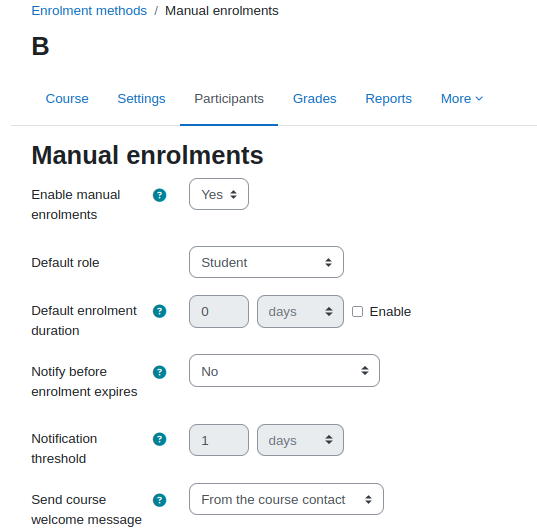 Enrolment methods / Manual enrolments
B
Course Settings Participants Grades Reports More
Manual enrolments
Enable manual ? Yes
enrolments
Default role Student
Default enrolment ? 0 days Enable
duration
Notify before ? No
enrolment expires
Notification ? 1 days
threshold
Send course ? From the course contact
welcome message